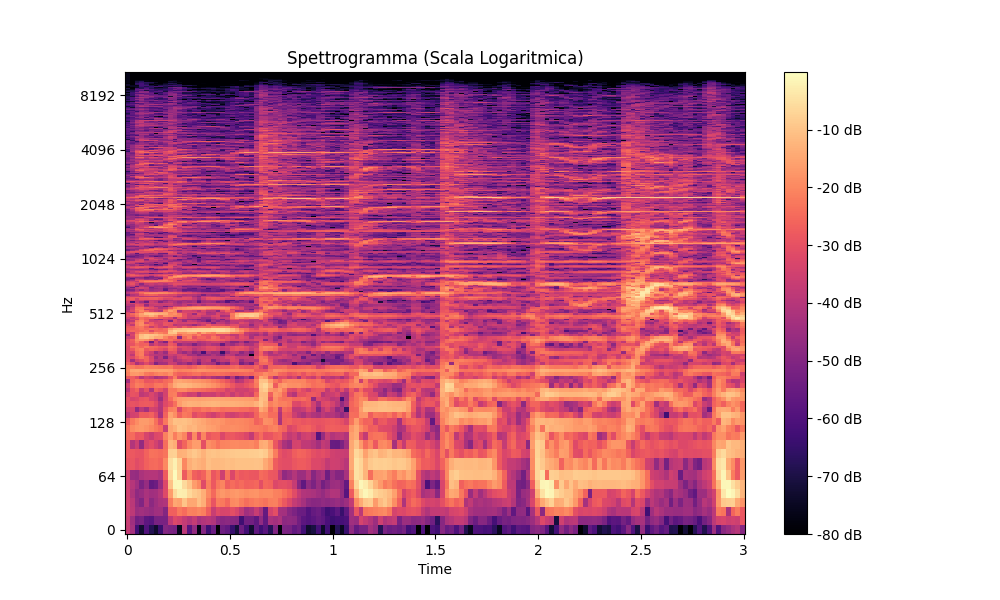 Spettrogramma (Scala Logaritmica)
Hz
8192
4096
2048
1024
512
256
128
64
0
0
0.5
1
1.5
2
2.5
3
Time
-10 dB
-20 dB
-30 dB
-40 dB
-50 dB
-60 dB
-70 dB
-80 dB